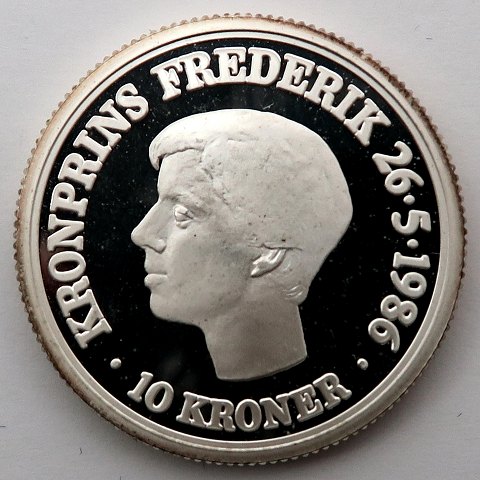 KRONPRINS FREDERIK 26·5·1986
· 10 KRONER ·